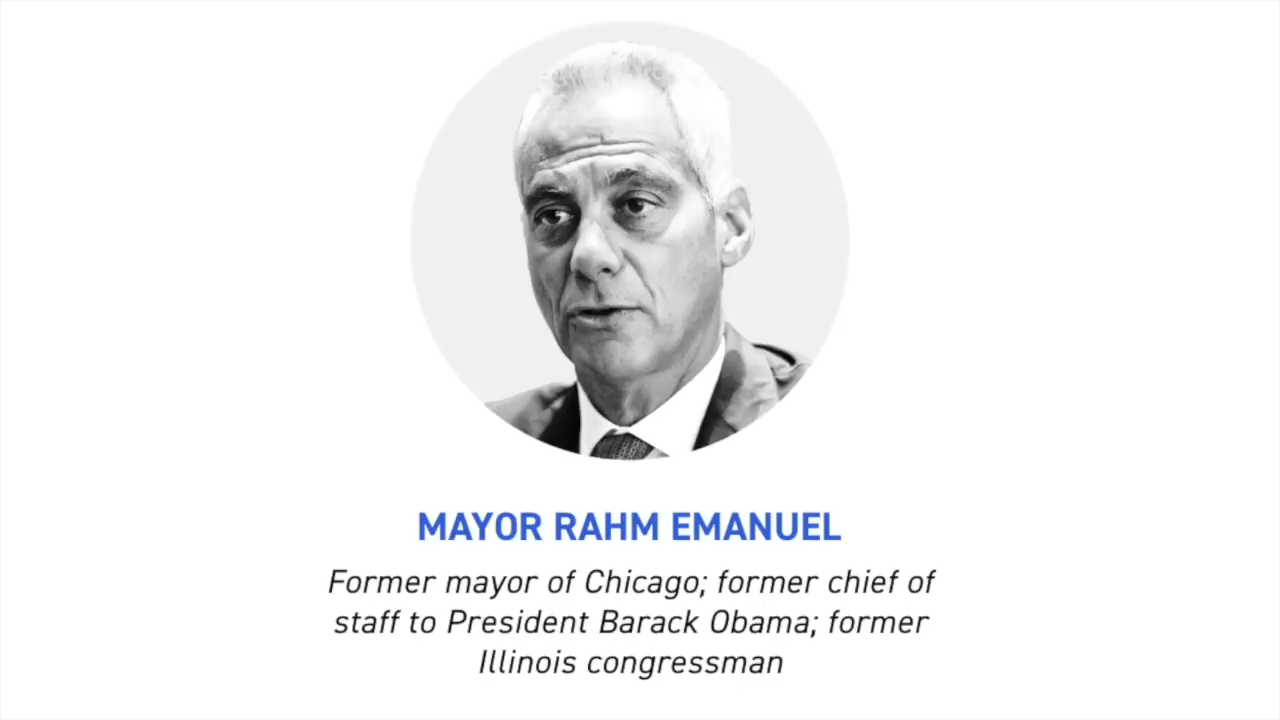 MAYOR RAHM EMANUEL
Former mayor of Chicago; former chief of
staff to President Barack Obama; former
Illinois congressman